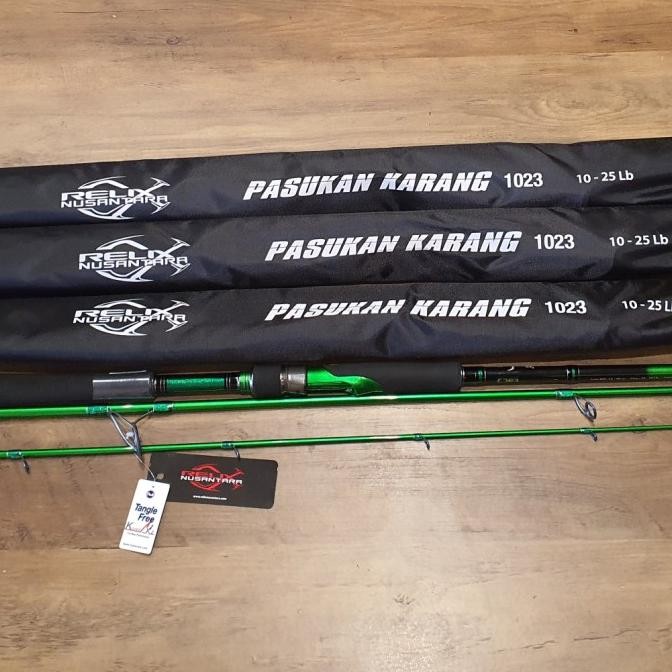 RELIX
NUSANTARA
PASUKAN KARANG 1023 10 - 25 Lb
RELIX
NUSANTARA
PASUKAN KARANG 1023 10 - 25 Lb
RELIX
NUSANTARA
PASUKAN KARANG 1023 10 - 25 L
RELIX
NUSANTARA
Tangle
Free